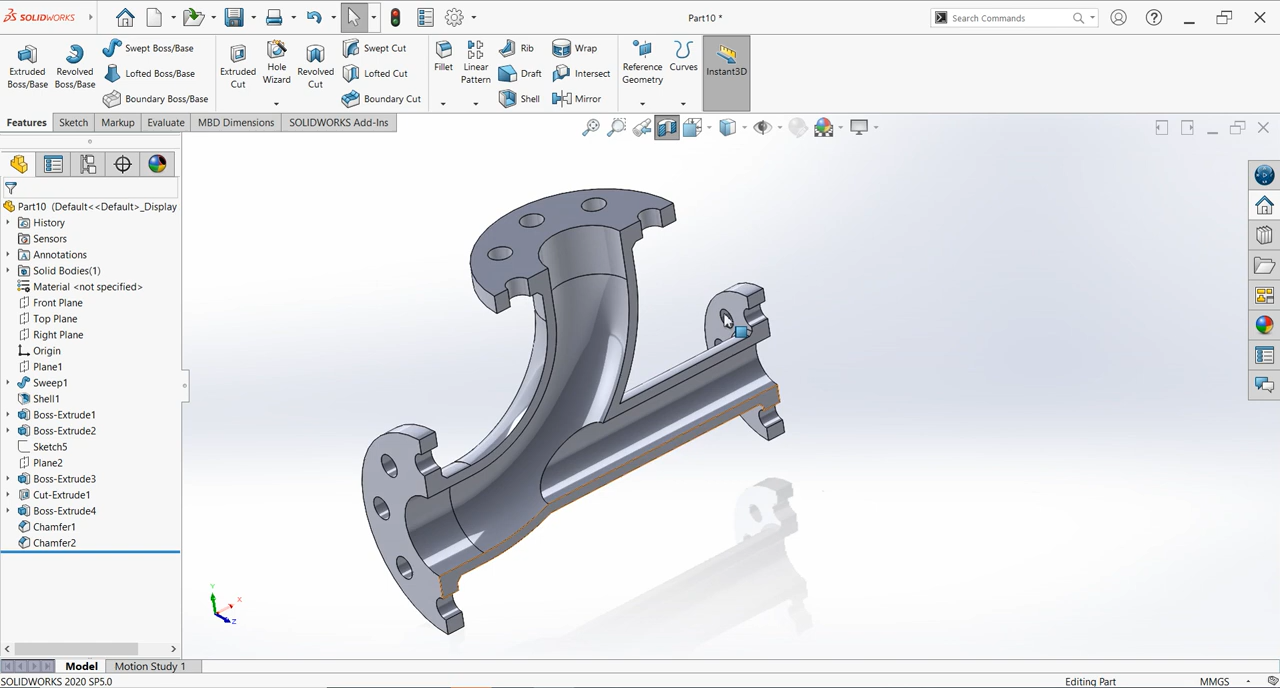 SOLIDWORKS
Part10 *
Search Commands
Extruded Boss/Base
Revolved Boss/Base
Swept Boss/Base
Lofted Boss/Base
Boundary Boss/Base
Extruded Cut
Hole Wizard
Revolved Cut
Swept Cut
Lofted Cut
Boundary Cut
Fillet
Linear Pattern
Rib
Draft
Shell
Wrap
Intersect
Mirror
Reference Geometry
Curves
Instant3D
Features Sketch Markup Evaluate MBD Dimensions SOLIDWORKS Add-Ins
Part10 (Default<<Default>_Display
History
Sensors
Annotations
Solid Bodies(1)
Material <not specified>
Front Plane
Top Plane
Right Plane
Origin
Plane1
Sweep1
Shell1
Boss-Extrude1
Boss-Extrude2
Sketch5
Plane2
Boss-Extrude3
Cut-Extrude1
Boss-Extrude4
Chamfer1
Chamfer2
Y
X
Z
Model Motion Study 1
SOLIDWORKS 2020 SP5.0
Editing Part
MMGS